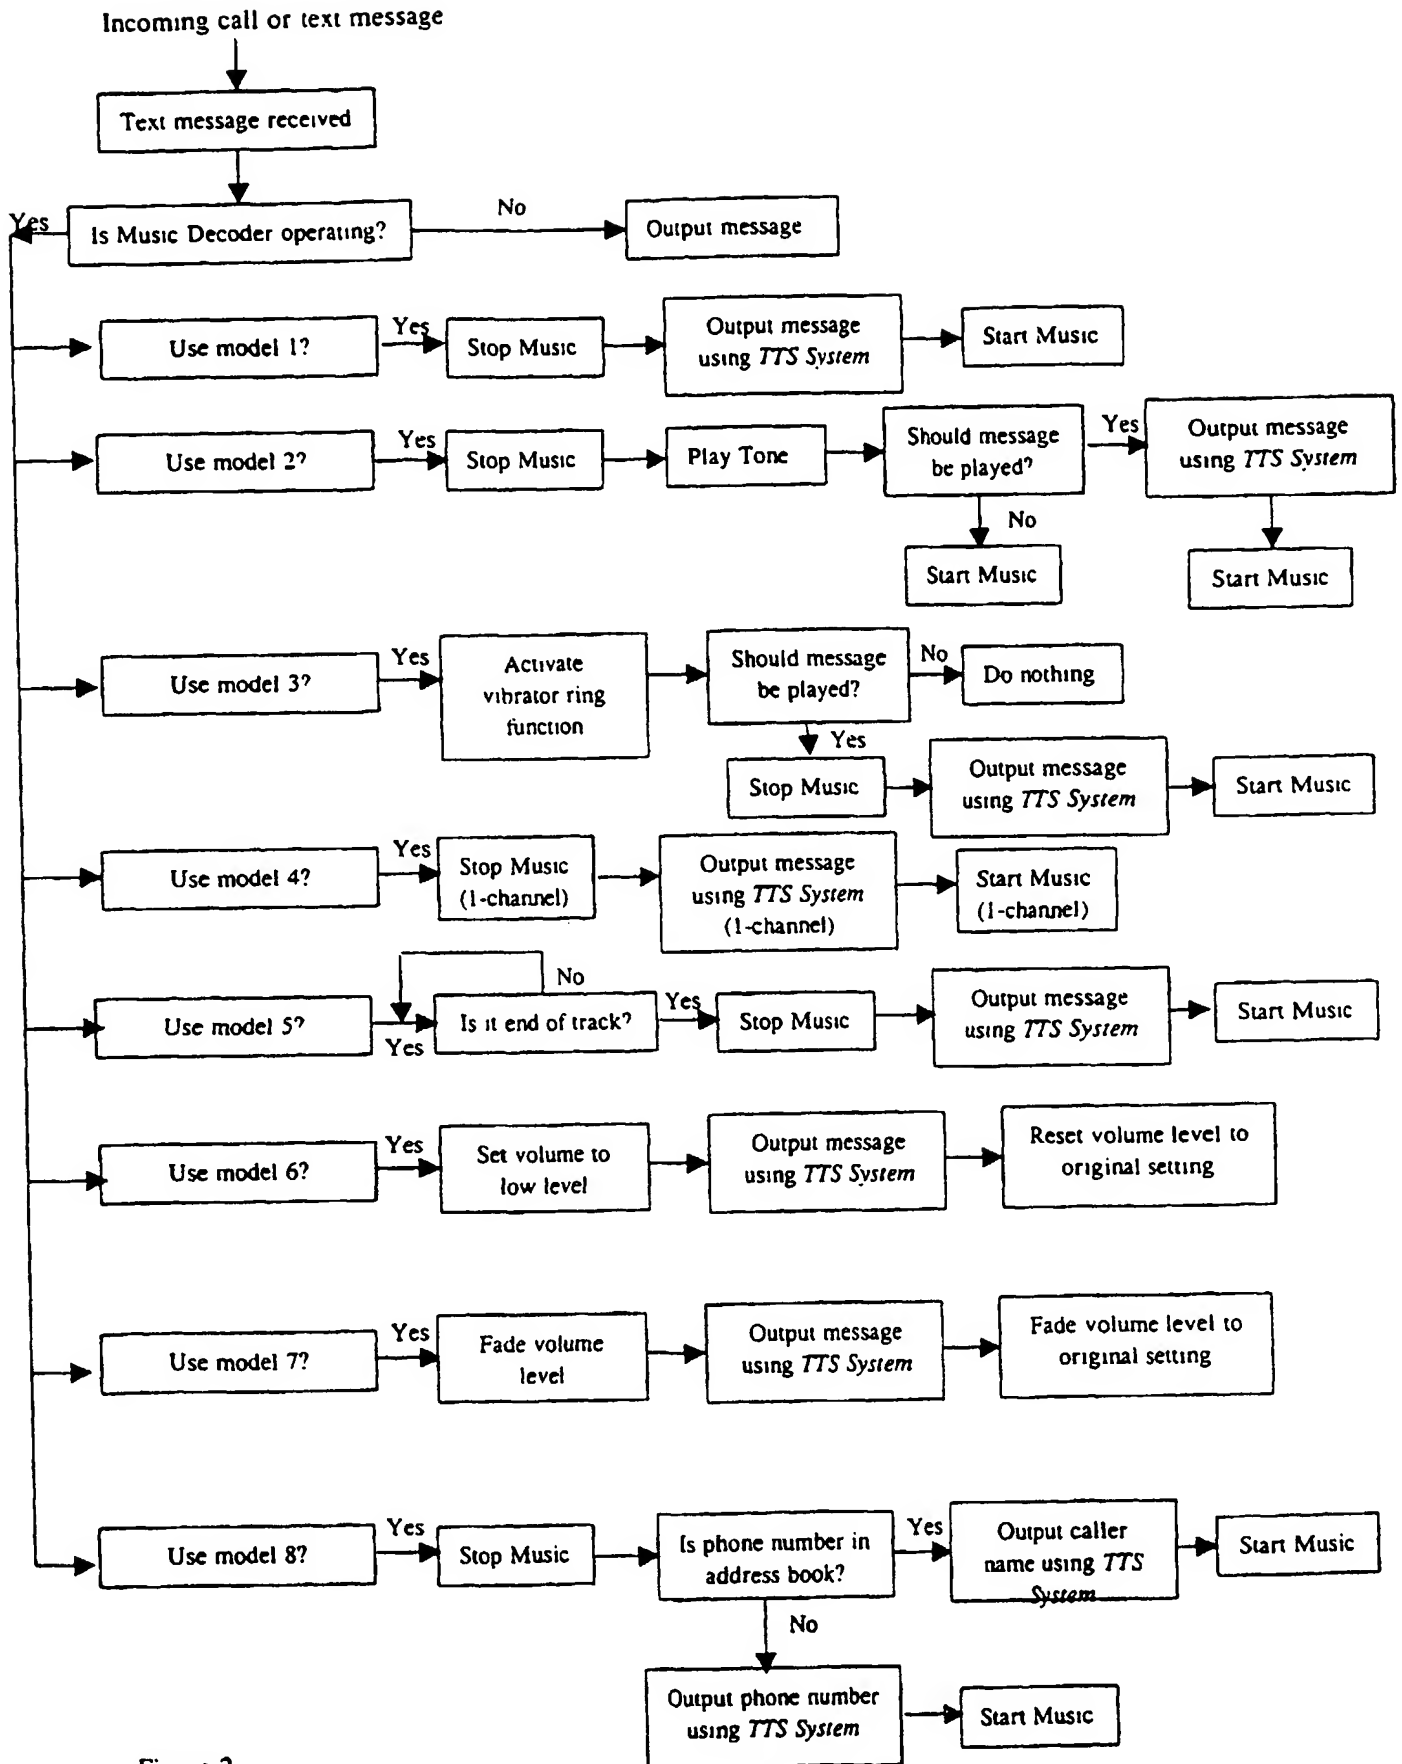 Incoming call or text message
Text message received
Yes
Is Music Decoder operating?
No
Output message
Use model 1?
Yes
Stop Music
Output message
using TTS System
Start Music
Use model 2?
Yes
Stop Music
Play Tone
Should message
be played?
Yes
Output message
using TTS System
No
Start Music
Start Music
Use model 3?
Yes
Activate
vibrator ring
function
Should message
be played?
No
Do nothing
Yes
Stop Music
Output message
using TTS System
Start Music
Use model 4?
Yes
Stop Music
(1-channel)
Output message
using TTS System
(1-channel)
Start Music
(1-channel)
Use model 5?
Yes
No
Is it end of track?
Yes
Stop Music
Output message
using TTS System
Start Music
Use model 6?
Yes
Set volume to
low level
Output message
using TTS System
Reset volume level to
original setting
Use model 7?
Yes
Fade volume
level
Output message
using TTS System
Fade volume level to
original setting
Use model 8?
Yes
Stop Music
Is phone number in
address book?
Yes
Output caller
name using TTS
System
Start Music
No
Output phone number
using TTS System
Start Music